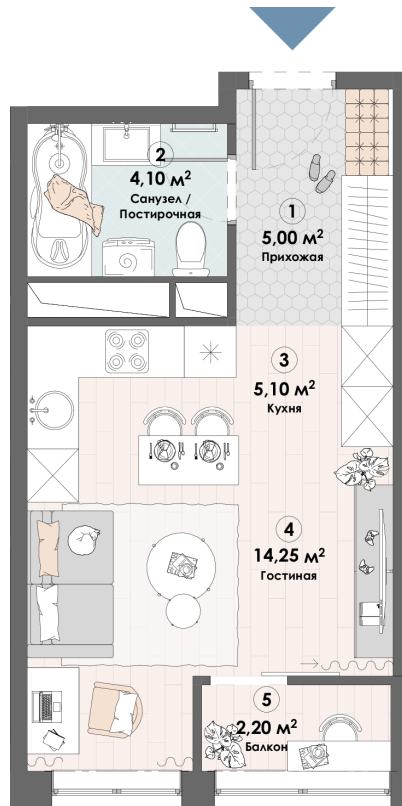 2
4,10 м²
Санузел /
Постирочная
1
5,00 м²
Прихожая
3
5,10 м²
Кухня
4
14,25 м²
Гостиная
5
2,20 м²
Балкон